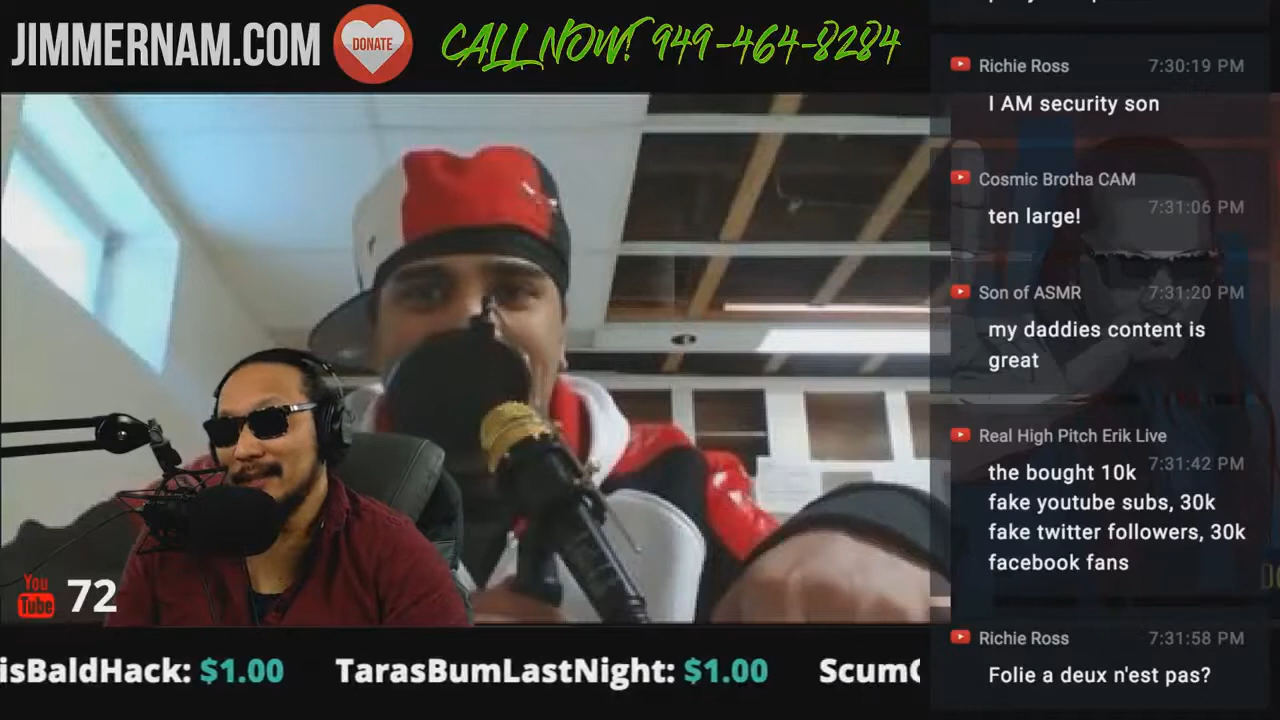 JIMMERNAM.COM
DONATE
CALL NOW! 949-464-8284
Richie Ross 7:30:19 PM
I AM security son
Cosmic Brotha CAM
ten large! 7:31:06 PM
Son of ASMR 7:31:20 PM
my daddies content is
great
Real High Pitch Erik Live
the bought 10k 7:31:42 PM
fake youtube subs, 30k
fake twitter followers, 30k
facebook fans
Richie Ross 7:31:58 PM
Folie a deux n'est pas?
You
Tube
72
isBaldHack: $1.00 TarasBumLastNight: $1.00 Scum